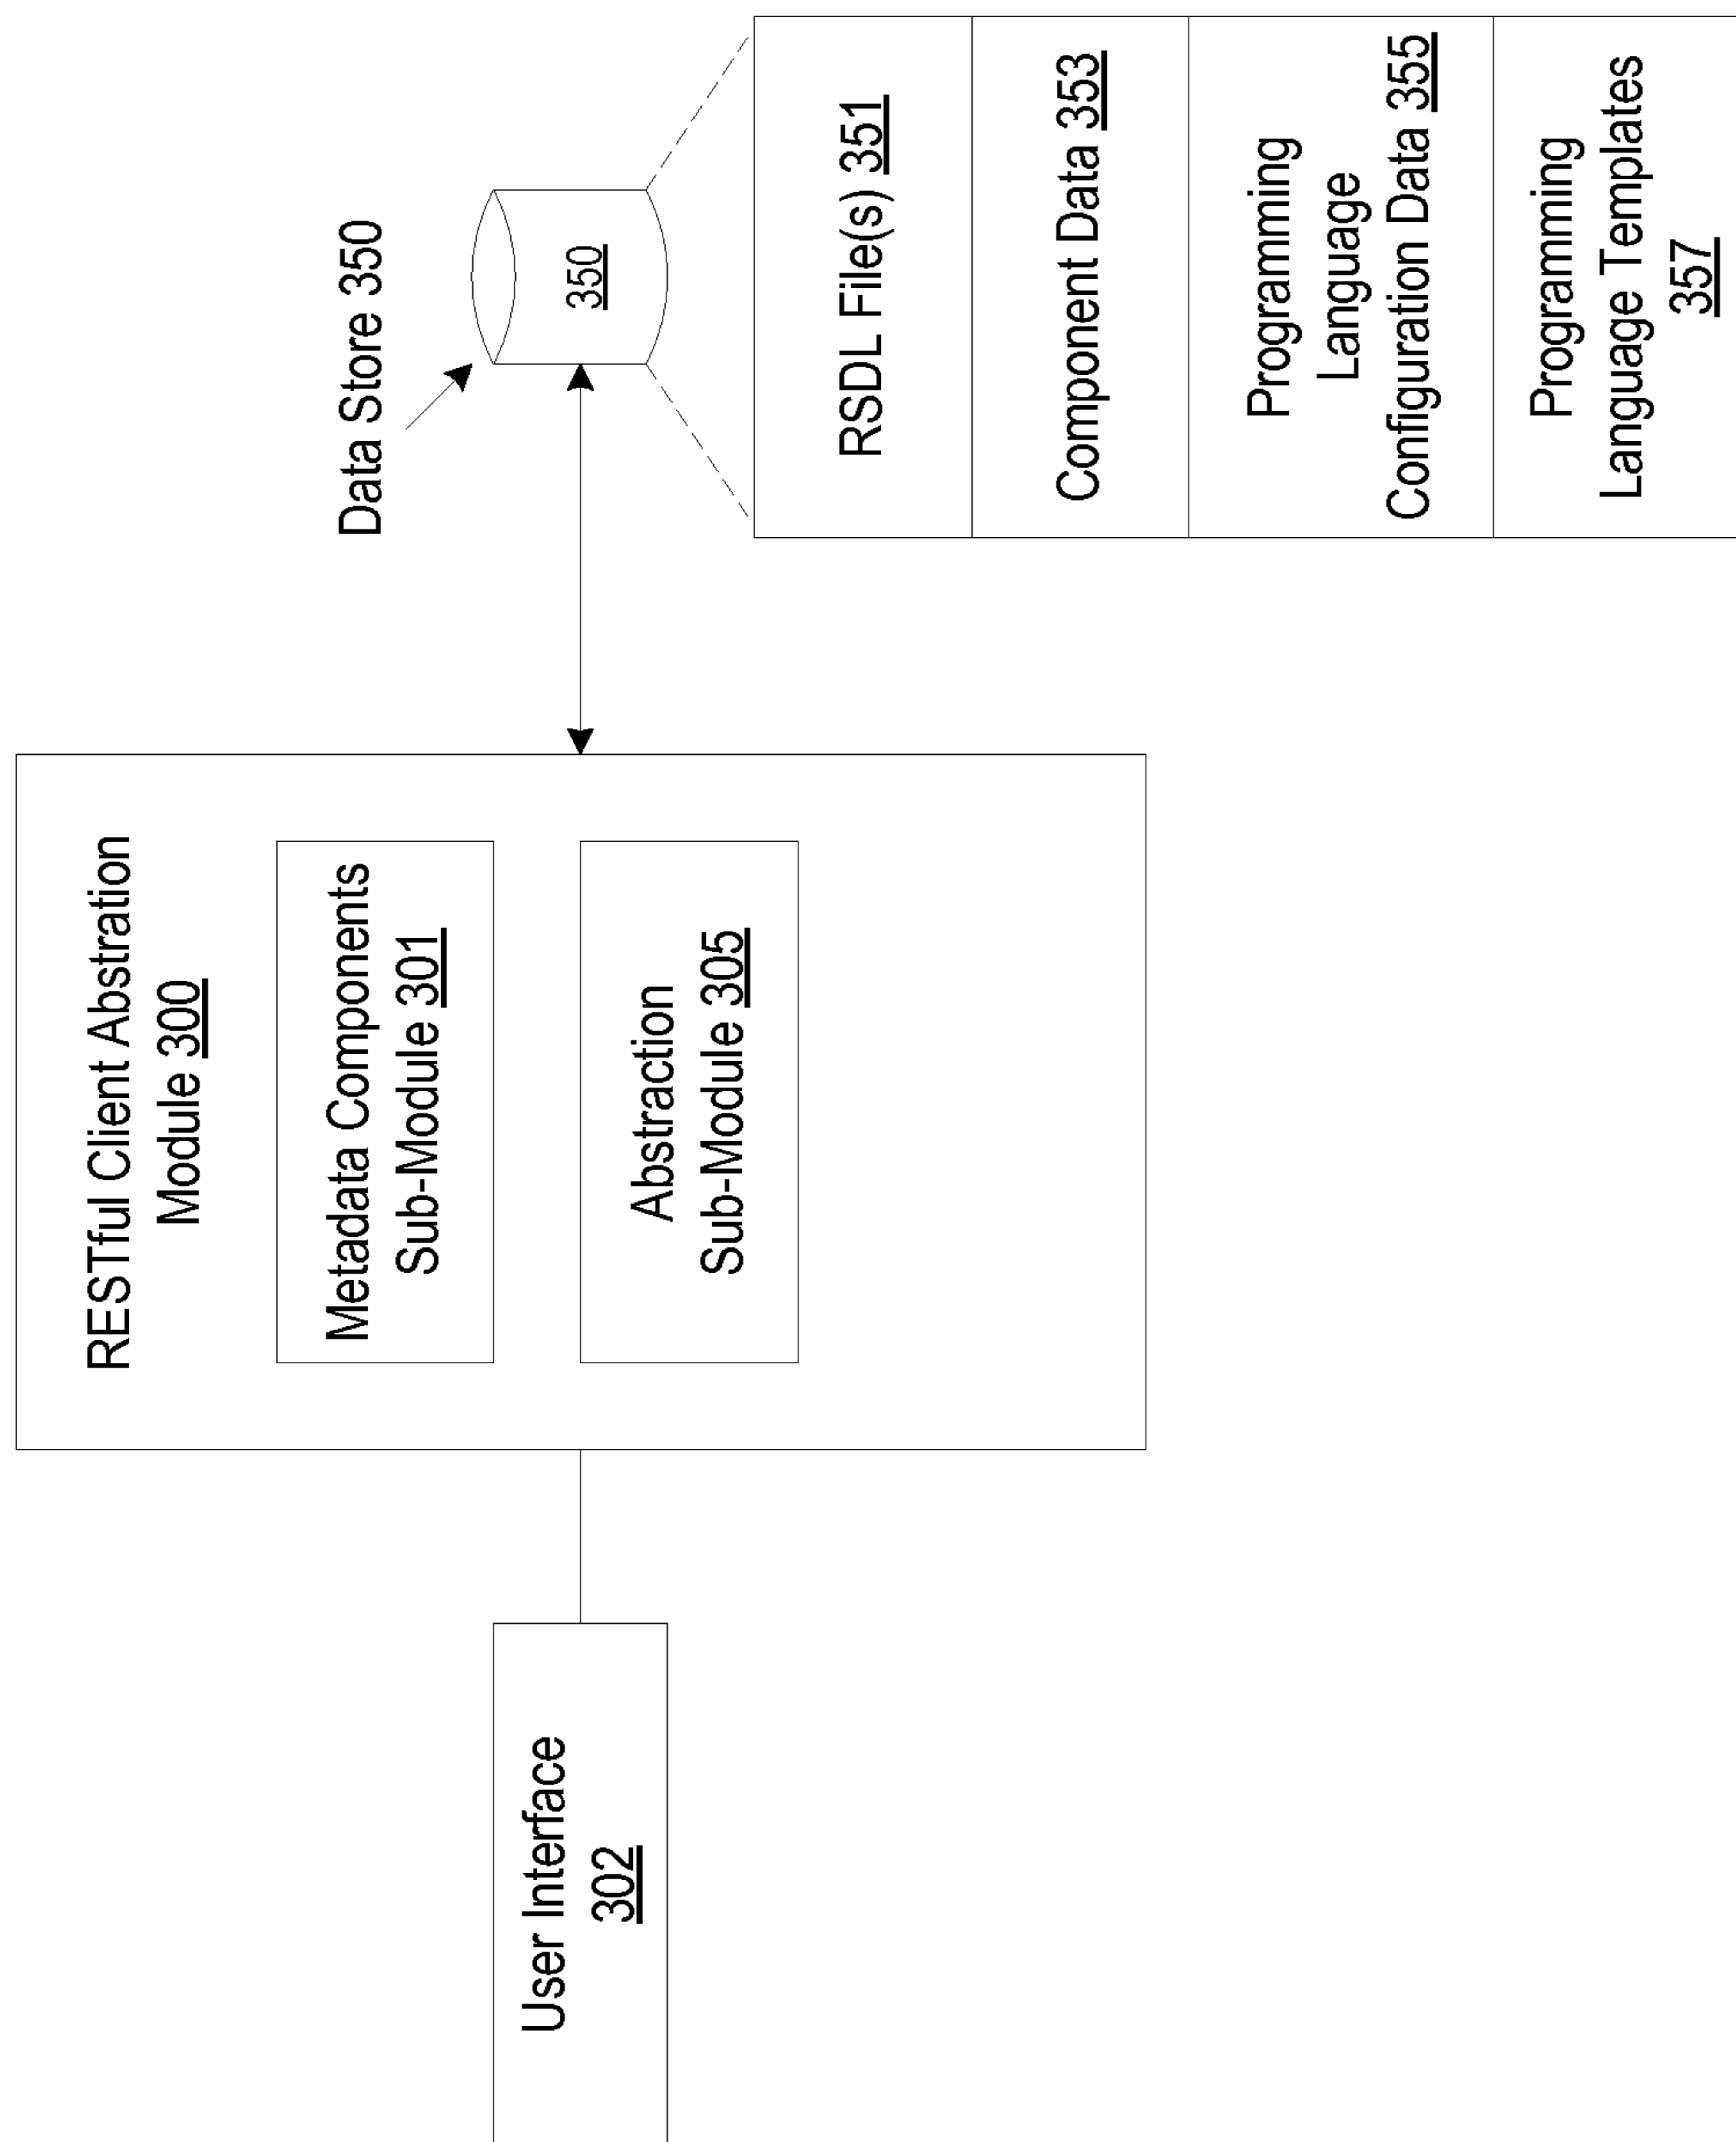 User Interface
302
RESTful Client Abstration
Module 300
Metadata Components
Sub-Module 301
Abstraction
Sub-Module 305
Data Store 350
350
RSDL File(s) 351
Component Data 353
Programming
Language
Configuration Data 355
Programming
Language Templates
357